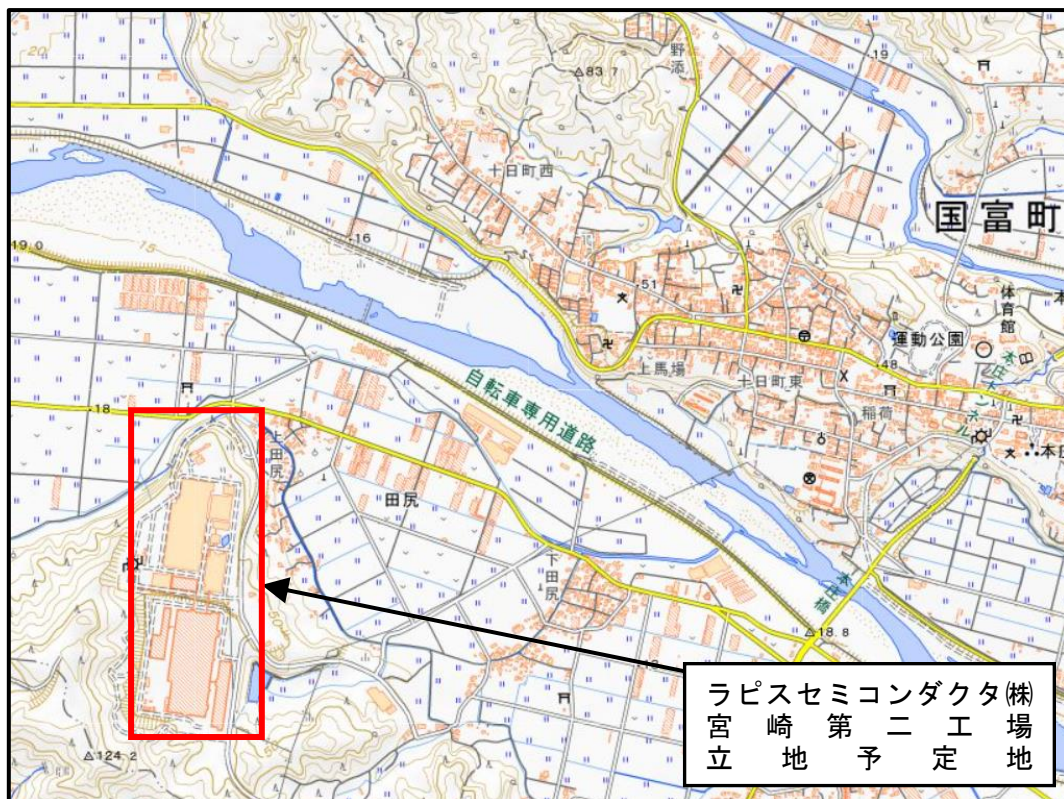 20
野添
19
△83.7
十日町西
国富町
49.0
15
16
51
体育館
運動公園
本庄トンネル
上馬場
48
十日町東
稲荷
自転車専用道路
18
上田尻
田尻
本庄
下田尻
本庄橋
△18.8
50
△124.2
ラピスセミコンダクタ㈱
宮崎第二工場
立地予定地